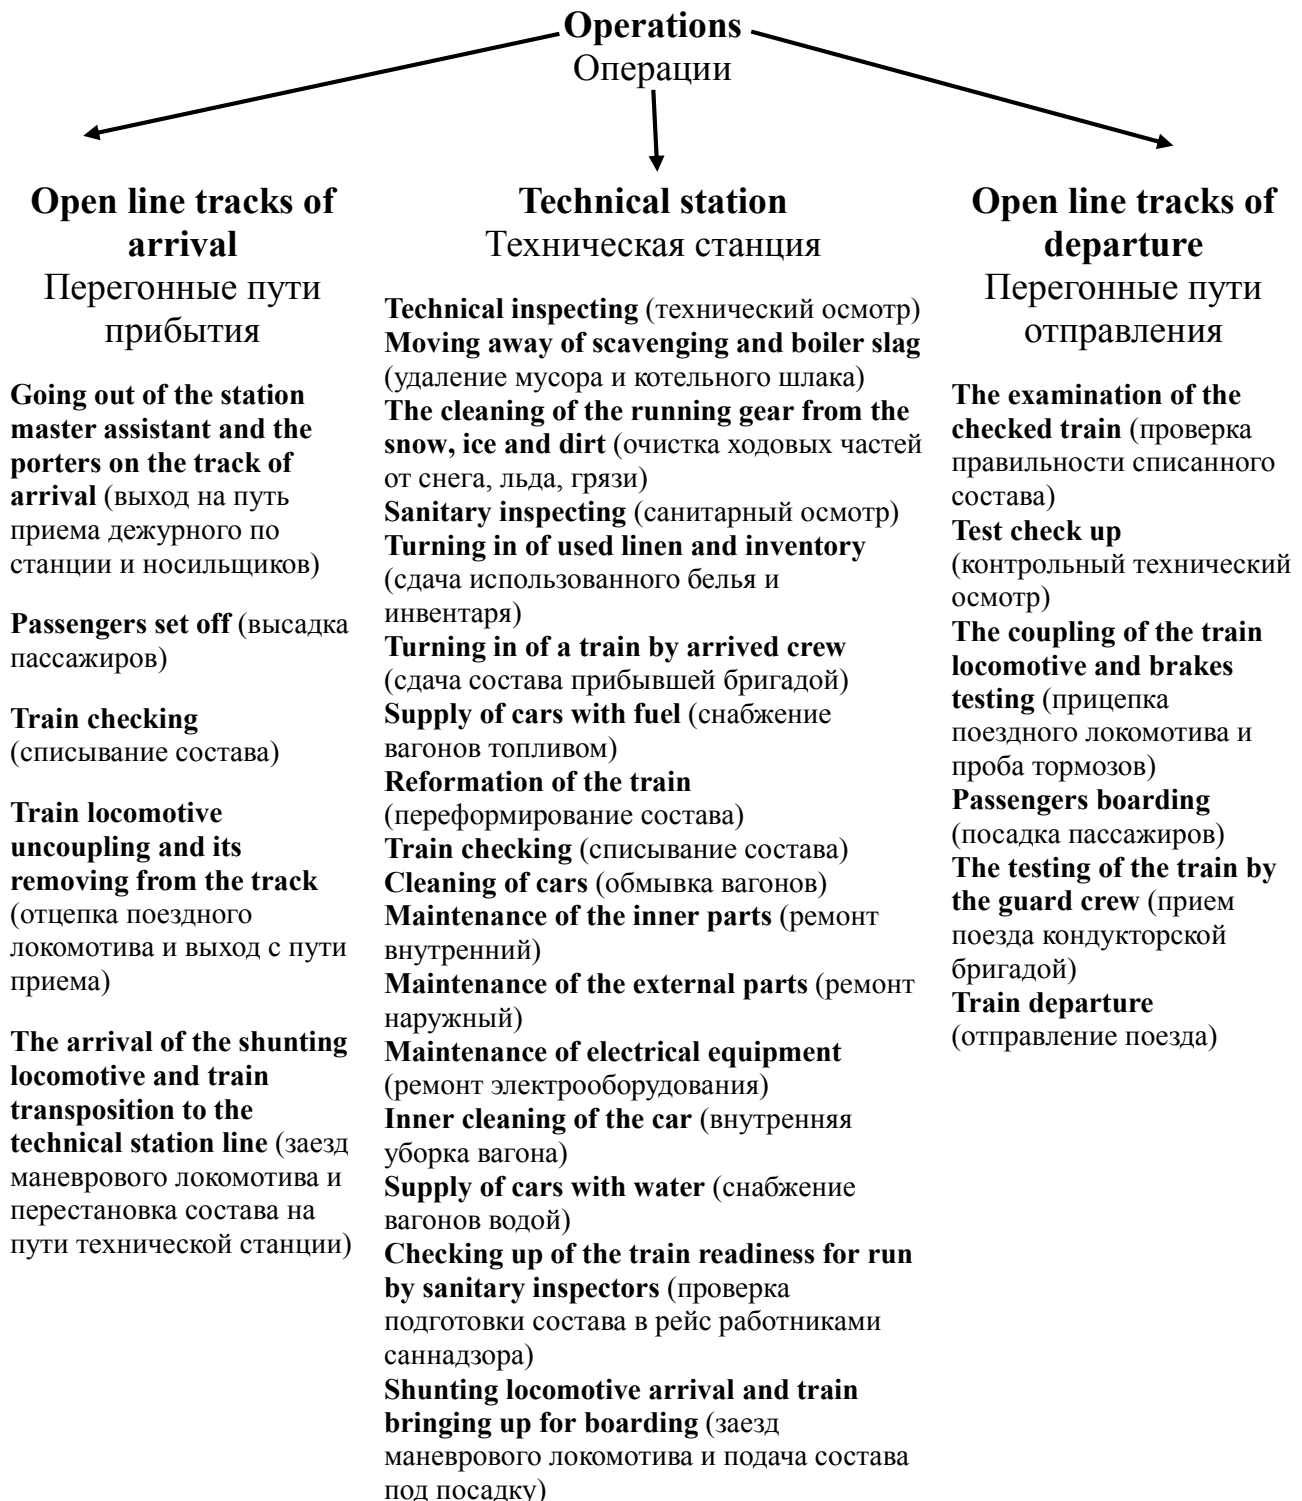 Operations
Операции
Open line tracks of
arrival
Перегонные пути
прибытия
Going out of the station
master assistant and the
porters on the track of
arrival (выход на путь
приема дежурного по
станции и носильщиков)
Passengers set off (высадка
пассажиров)
Train checking
(списывание состава)
Train locomotive
uncoupling and its
removing from the track
(отцепка поездного
локомотива и выход с пути
приема)
The arrival of the shunting
locomotive and train
transposition to the
technical station line (заезд
маневрового локомотива и
перестановка состава на
пути технической станции)
Technical station
Техническая станция
Technical inspecting (технический осмотр)
Moving away of scavenging and boiler slag
(удаление мусора и котельного шлака)
The cleaning of the running gear from the
snow, ice and dirt (очистка ходовых частей
от снега, льда, грязи)
Sanitary inspecting (санитарный осмотр)
Turning in of used linen and inventory
(сдача использованного белья и
инвентаря)
Turning in of a train by arrived crew
(сдача состава прибывшей бригадой)
Supply of cars with fuel (снабжение
вагонов топливом)
Reformation of the train
(переформирование состава)
Train checking (списывание состава)
Cleaning of cars (обмывка вагонов)
Maintenance of the inner parts (ремонт
внутренний)
Maintenance of the external parts (ремонт
наружный)
Maintenance of electrical equipment
(ремонт электрооборудования)
Inner cleaning of the car (внутренняя
уборка вагона)
Supply of cars with water (снабжение
вагонов водой)
Checking up of the train readiness for run
by sanitary inspectors (проверка
подготовки состава в рейс работниками
саннадзора)
Shunting locomotive arrival and train
bringing up for boarding (заезд
маневрового локомотива и подача состава
под посадку)
Open line tracks of
departure
Перегонные пути
отправления
The examination of the
checked train (проверка
правильности списанного
состава)
Test check up
(контрольный технический
осмотр)
The coupling of the train
locomotive and brakes
testing (прицепка
поездного локомотива и
проба тормозов)
Passengers boarding
(посадка пассажиров)
The testing of the train by
the guard crew (прием
поезда кондукторской
бригадой)
Train departure
(отправление поезда)